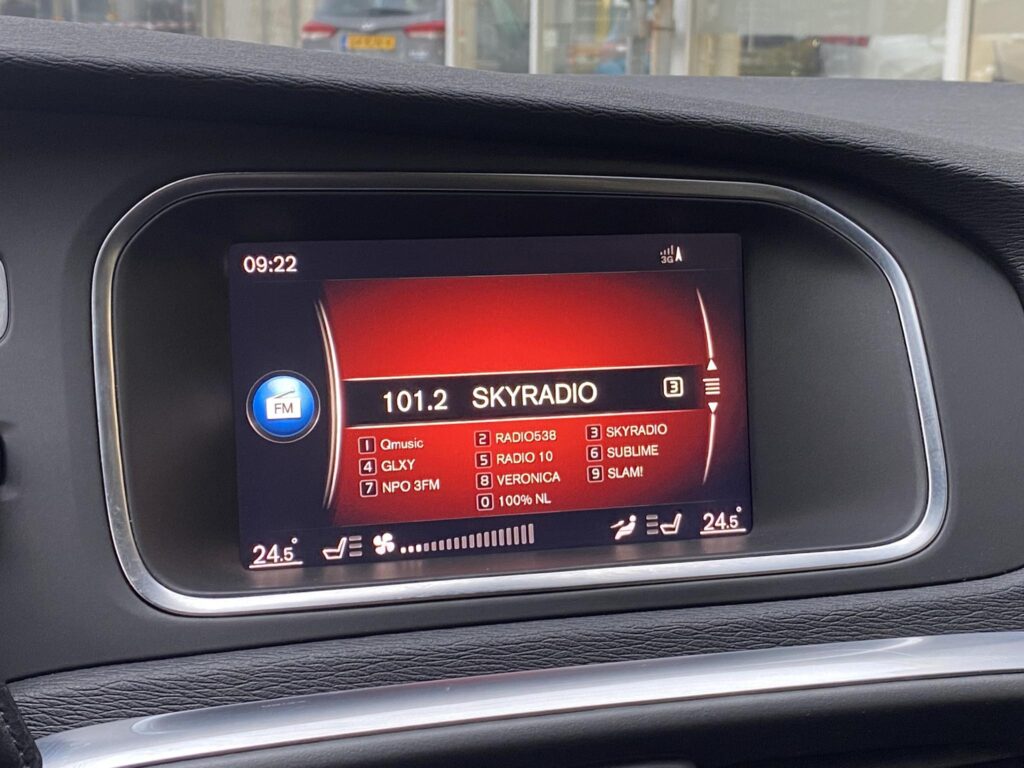 09:22
3G
FM
101.2 SKYRADIO 3
1 Qmusic 2 RADIO538 3 SKYRADIO
4 GLXY 5 RADIO 10 6 SUBLIME
7 NPO 3FM 8 VERONICA 9 SLAM!
0 100% NL
24.5° 24.5°